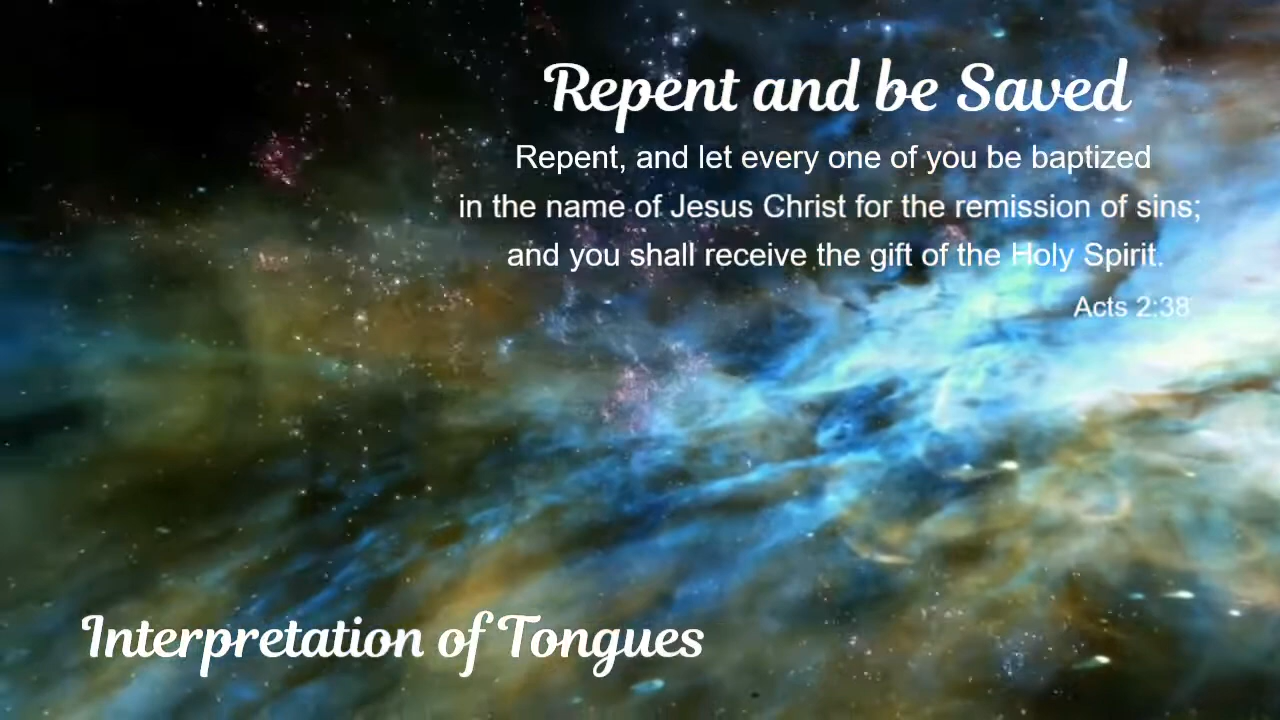 Repent and be Saved
Repent, and let every one of you be baptized
in the name of Jesus Christ for the remission of sins;
and you shall receive the gift of the Holy Spirit.
Acts 2:38
Interpretation of Tongues